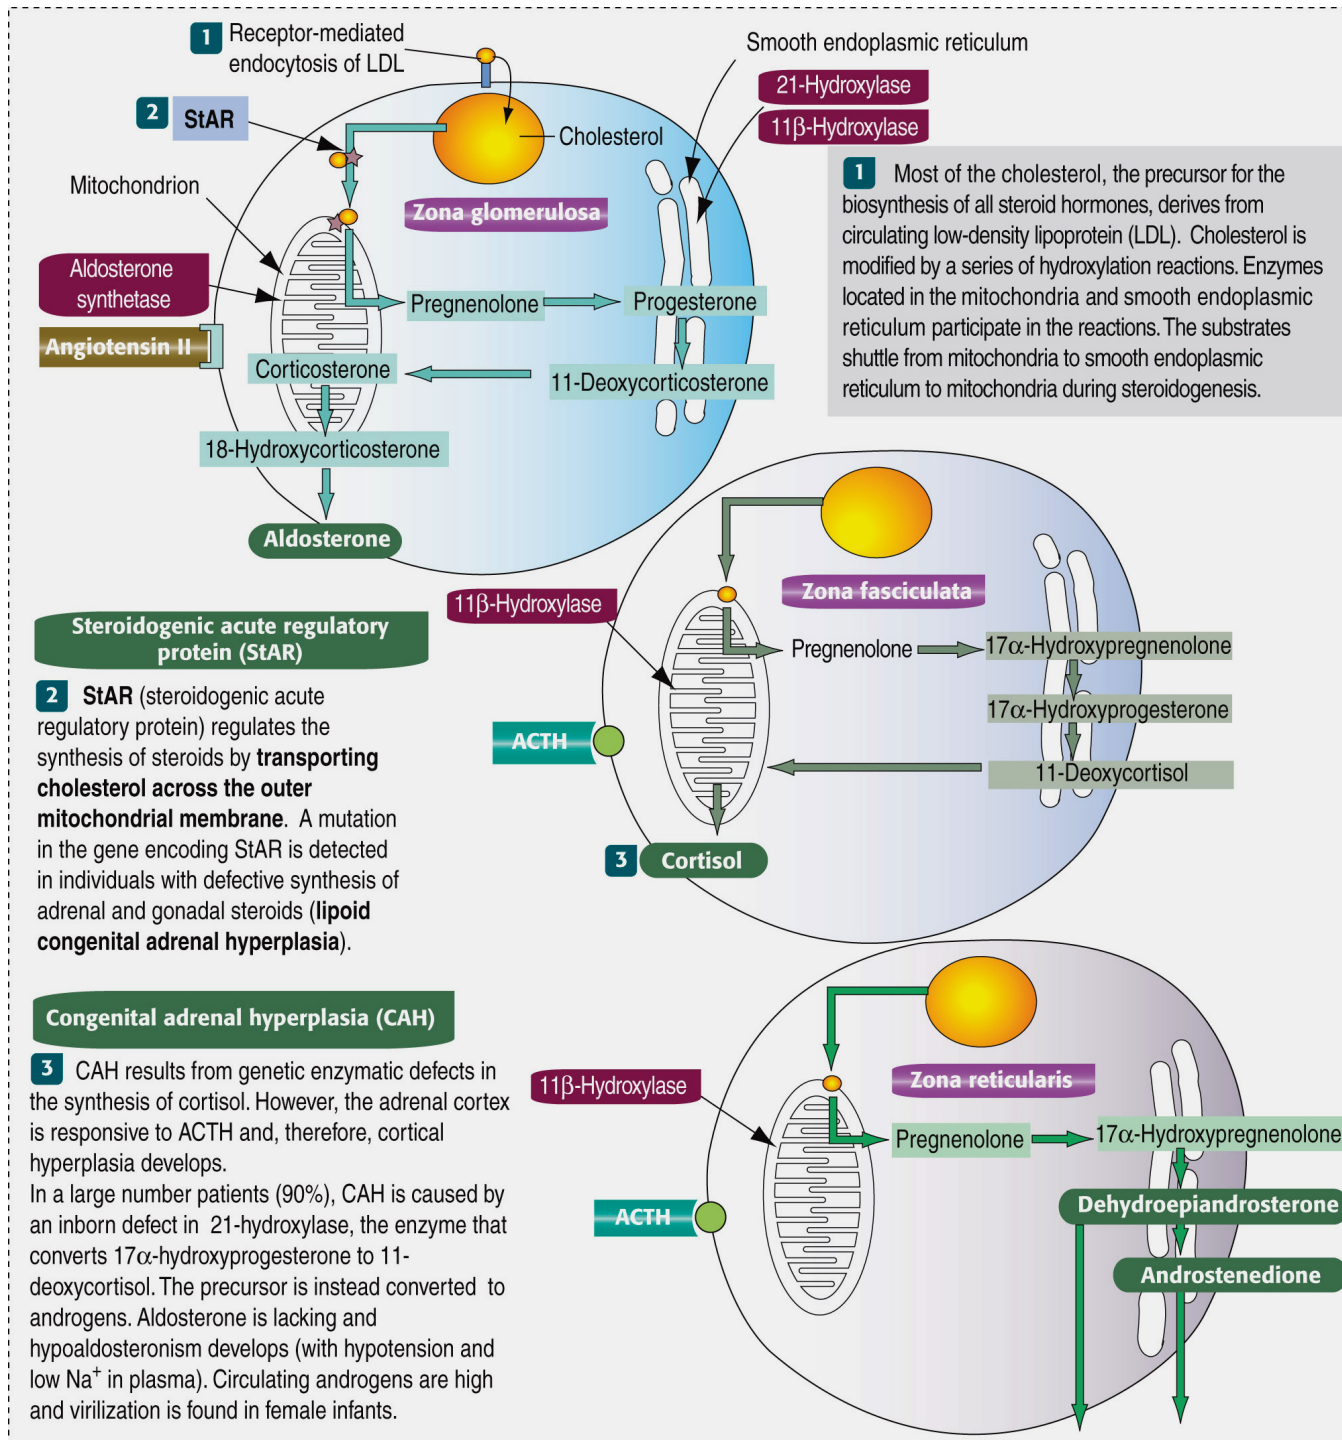 1 Receptor-mediated
endocytosis of LDL
2 StAR
Mitochondrion
Aldosterone
synthetase
Angiotensin II
Smooth endoplasmic reticulum
21-Hydroxylase
11β-Hydroxylase
Cholesterol
Zona glomerulosa
Pregnenolone
Progesterone
Corticosterone
11-Deoxycorticosterone
18-Hydroxycorticosterone
Aldosterone
1 Most of the cholesterol, the precursor for the
biosynthesis of all steroid hormones, derives from
circulating low-density lipoprotein (LDL). Cholesterol is
modified by a series of hydroxylation reactions. Enzymes
located in the mitochondria and smooth endoplasmic
reticulum participate in the reactions. The substrates
shuttle from mitochondria to smooth endoplasmic
reticulum to mitochondria during steroidogenesis.
Zona fasciculata
11β-Hydroxylase
Pregnenolone
17α-Hydroxypregnenolone
17α-Hydroxyprogesterone
11-Deoxycortisol
ACTH
3 Cortisol
Steroidogenic acute regulatory
protein (StAR)
2 StAR (steroidogenic acute
regulatory protein) regulates the
synthesis of steroids by transporting
cholesterol across the outer
mitochondrial membrane. A mutation
in the gene encoding StAR is detected
in individuals with defective synthesis of
adrenal and gonadal steroids (lipoid
congenital adrenal hyperplasia).
Congenital adrenal hyperplasia (CAH)
3 CAH results from genetic enzymatic defects in
the synthesis of cortisol. However, the adrenal cortex
is responsive to ACTH and, therefore, cortical
hyperplasia develops.
In a large number patients (90%), CAH is caused by
an inborn defect in 21-hydroxylase, the enzyme that
converts 17α-hydroxyprogesterone to 11-
deoxycortisol. The precursor is instead converted to
androgens. Aldosterone is lacking and
hypoaldosteronism develops (with hypotension and
low Na⁺ in plasma). Circulating androgens are high
and virilization is found in female infants.
Zona reticularis
11β-Hydroxylase
Pregnenolone
17α-Hydroxypregnenolone
ACTH
Dehydroepiandrosterone
Androstenedione